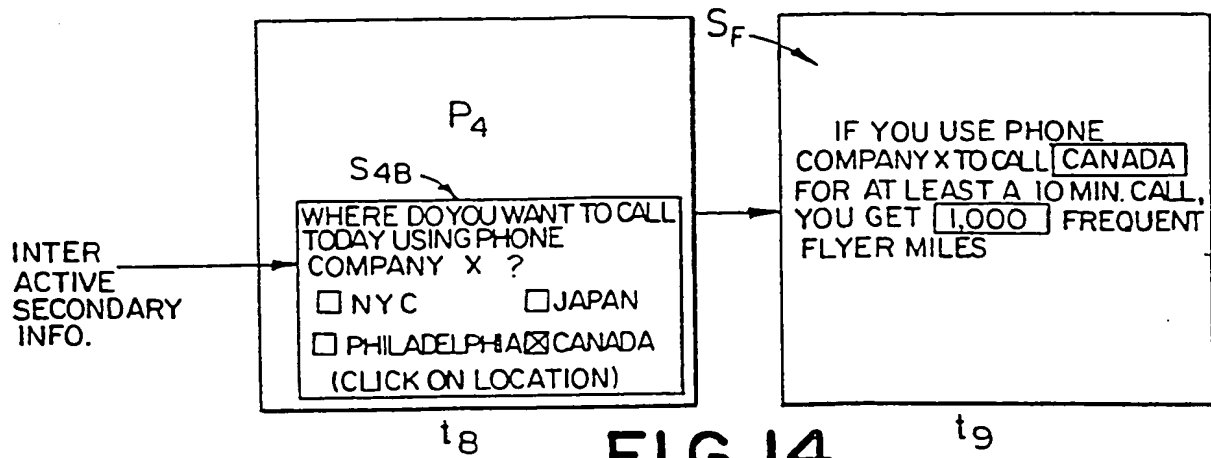 P4
S4B
INTER
ACTIVE
SECONDARY
INFO.
WHERE DO YOU WANT TO CALL
TODAY USING PHONE
COMPANY X ?
☐ NYC ☐ JAPAN
☐ PHILADELPHIA ☒ CANADA
(CLICK ON LOCATION)
t8
SF
IF YOU USE PHONE
COMPANY X TO CALL CANADA
FOR AT LEAST A 10 MIN. CALL,
YOU GET 1,000 FREQUENT
FLYER MILES
t9
FIG. 14